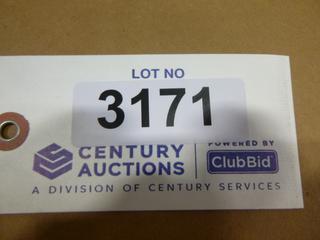 LOT NO
3171
CENTURY
AUCTIONS
POWERED BY
ClubBid
A DIVISION OF CENTURY SERVICES